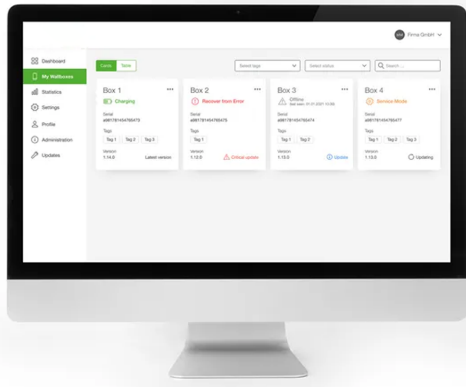 Firma GmbH
Dashboard
My Mailboxes
Statistics
Settings
Profile
Administration
Updates
Cards Table
Select tags
Select status
Search ...
Box 1
Charging
Serial
Tags
Tag 1 Tag 2 Tag 3
Version
1.14.0 Latest version
Box 2
Recover from Error
Serial
Tags
Tag 1
Version
1.12.0 Critical update
Box 3
Offline
Serial
Tags
Tag 1 Tag 2
Version
1.13.0 Update
Box 4
Service Mode
Serial
Tags
Tag 1 Tag 2 Tag 3
Version
1.13.0 Updating